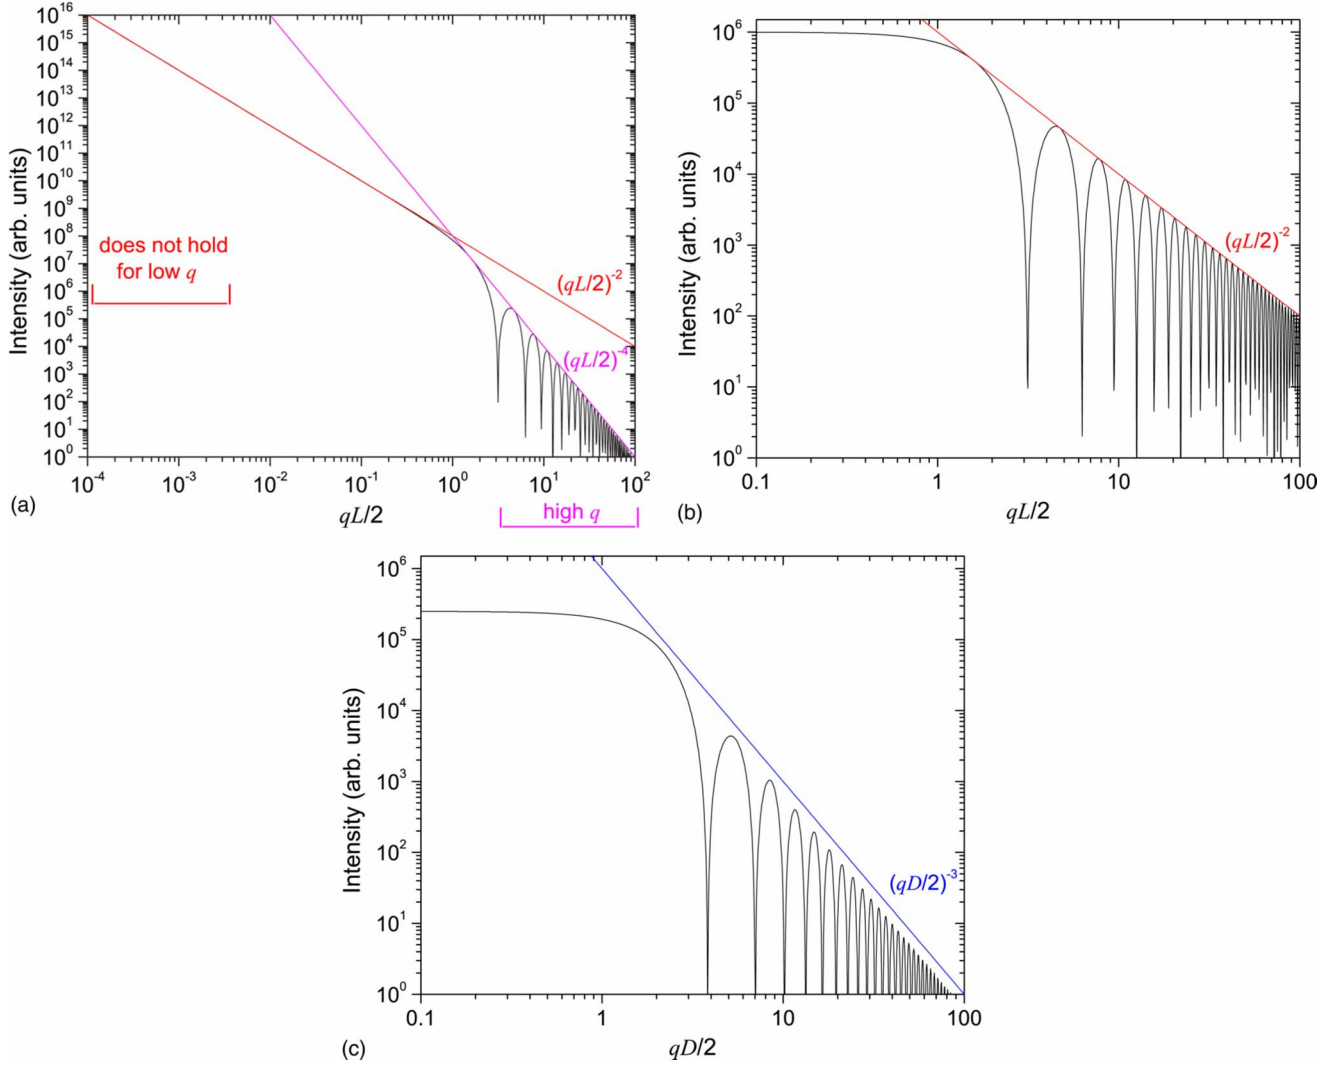 10^16
10^15
10^14
10^13
10^12
10^11
10^10
10^9
10^8
10^7
10^6
10^5
10^4
10^3
10^2
10^1
10^0
Intensity (arb. units)
does not hold
for low q
(qL/2)^-2
(qL/2)^-4
10^-4 10^-3 10^-2 10^-1 10^0 10^1 10^2
(a)
qL/2
high q
10^6
10^5
10^4
10^3
10^2
10^1
10^0
Intensity (arb. units)
(qL/2)^-2
0.1 1 10 100
(b)
qL/2
10^6
10^5
10^4
10^3
10^2
10^1
10^0
Intensity (arb. units)
(qD/2)^-3
0.1 1 10 100
(c)
qD/2